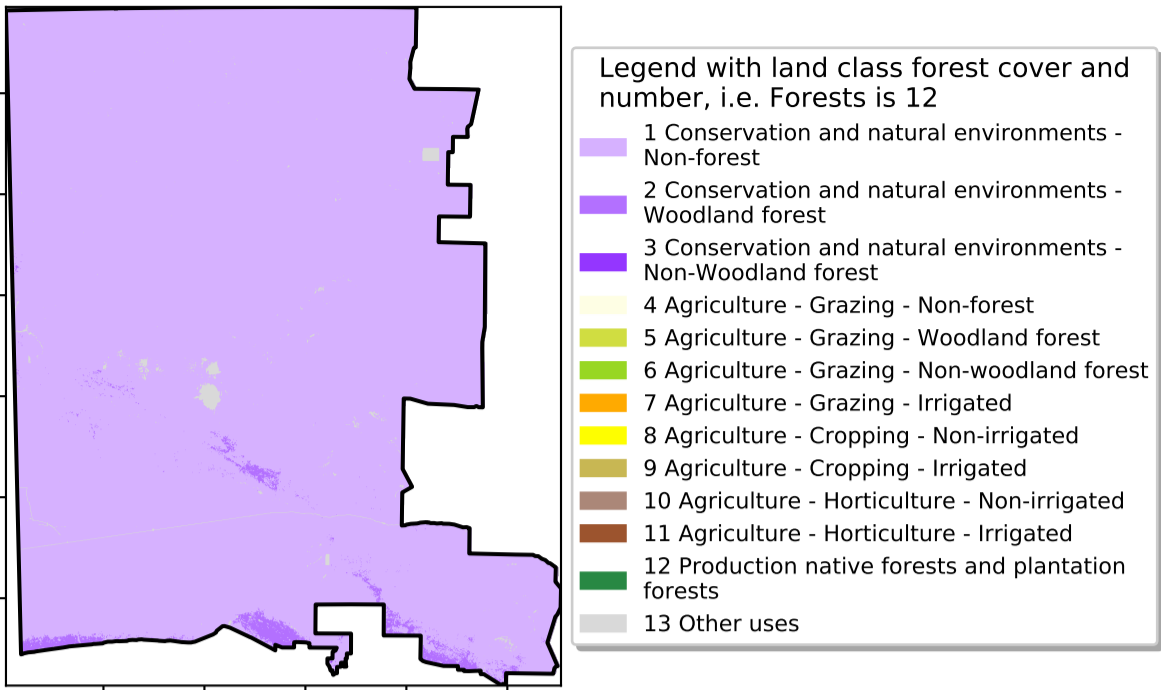 Legend with land class forest cover and
number, i.e. Forests is 12
1 Conservation and natural environments -
Non-forest
2 Conservation and natural environments -
Woodland forest
3 Conservation and natural environments -
Non-Woodland forest
4 Agriculture - Grazing - Non-forest
5 Agriculture - Grazing - Woodland forest
6 Agriculture - Grazing - Non-woodland forest
7 Agriculture - Grazing - Irrigated
8 Agriculture - Cropping - Non-irrigated
9 Agriculture - Cropping - Irrigated
10 Agriculture - Horticulture - Non-irrigated
11 Agriculture - Horticulture - Irrigated
12 Production native forests and plantation
forests
13 Other uses